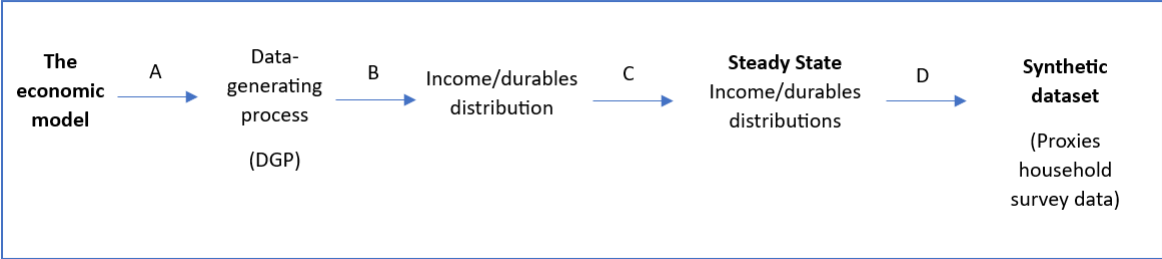 The
economic
model
A
Data-
generating
process
(DGP)
B
Income/durables
distribution
C
Steady State
Income/durables
distributions
D
Synthetic
dataset
(Proxies
household
survey data)